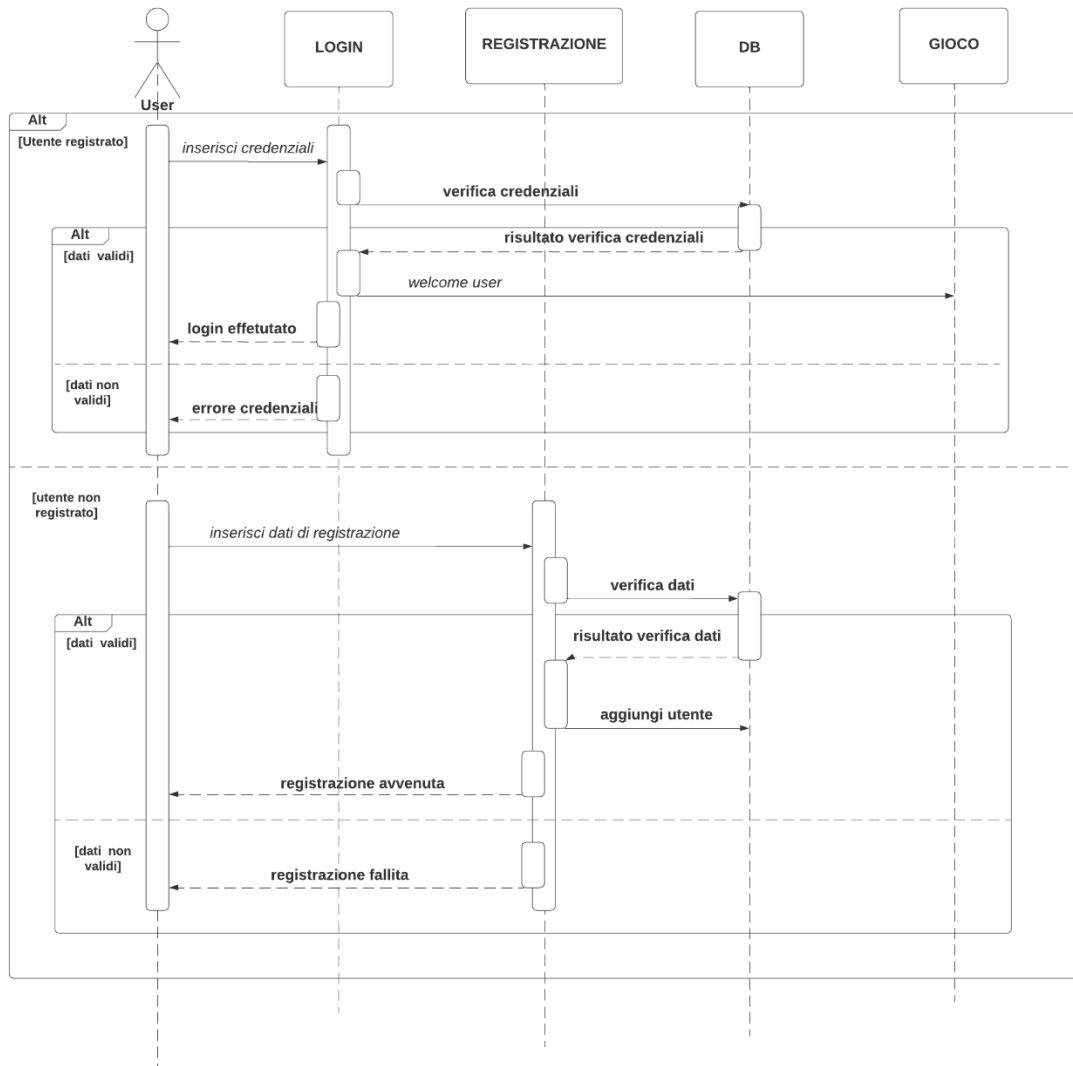 LOGIN
REGISTRAZIONE
DB
GIOCO
User
Alt
[Utente registrato]
inserisci credenziali
verifica credenziali
Alt
risultato verifica credenziali
[dati  validi]
welcome user
login effetutato
[dati non
validi]
errore credenziali
[utente non
registrato]
inserisci dati di registrazione
verifica dati
Alt
[dati  validi]
risultato verifica dati
aggiungi utente
registrazione avvenuta
[dati  non
validi]
registrazione fallita